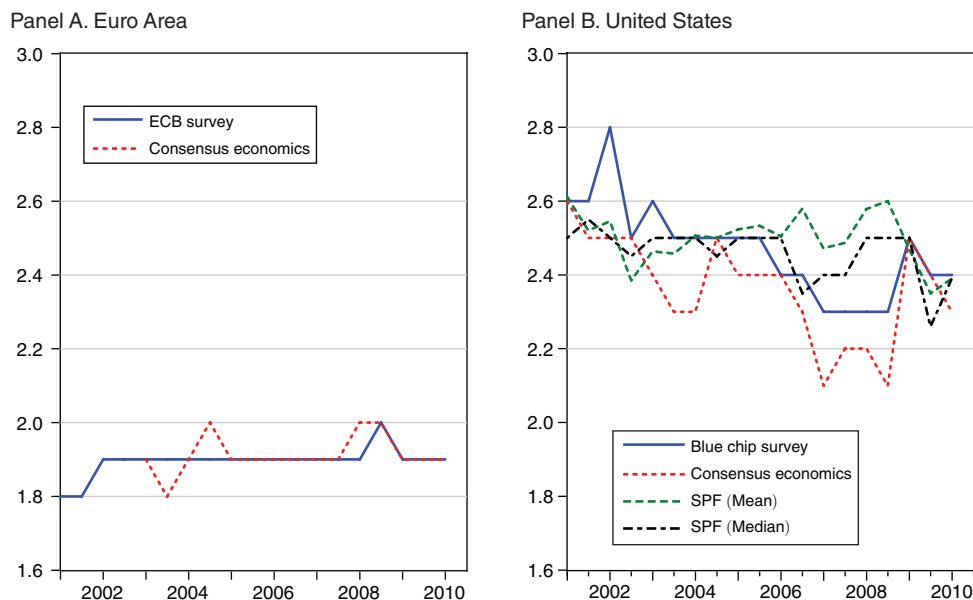 Panel A. Euro Area
3.0
2.8
2.6
2.4
2.2
2.0
1.8
1.6
ECB survey
Consensus economics
2002 2004 2006 2008 2010
Panel B. United States
3.0
2.8
2.6
2.4
2.2
2.0
1.8
1.6
Blue chip survey
Consensus economics
SPF (Mean)
SPF (Median)
2002 2004 2006 2008 2010